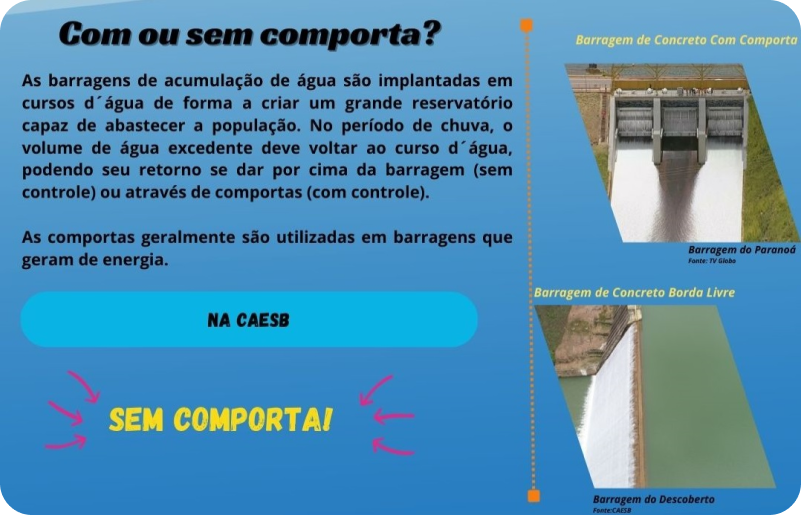 Com ou sem comporta?
As barragens de acumulação de água são implantadas em
cursos d´água de forma a criar um grande reservatório
capaz de abastecer a população. No período de chuva, o
volume de água excedente deve voltar ao curso d´água,
podendo seu retorno se dar por cima da barragem (sem
controle) ou através de comportas (com controle).
As comportas geralmente são utilizadas em barragens que
geram de energia.
NA CAESB
SEM COMPORTA!
Barragem de Concreto Com Comporta
Barragem do Paranoá
Fonte: TV Globo
Barragem de Concreto Borda Livre
Barragem do Descoberto
Fonte:CAESB